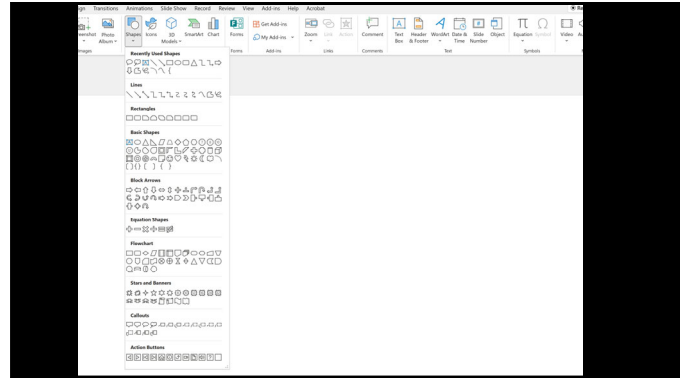 Transitions Animations Slide Show Record Review View Add-ins Help Acrobat
Photo Album Shapes Icons 3D Models SmartArt Chart Forms Get Add-ins My Add-ins Zoom Link Action Comment Text Box Header & Footer WordArt Date & Time Slide Number Object Equation Symbol Video
Forms Add-ins Links Comments Text Symbols
Recently Used Shapes
Lines
Rectangles
Basic Shapes
Block Arrows
Equation Shapes
Flowchart
Stars and Banners
Callouts
Action Buttons